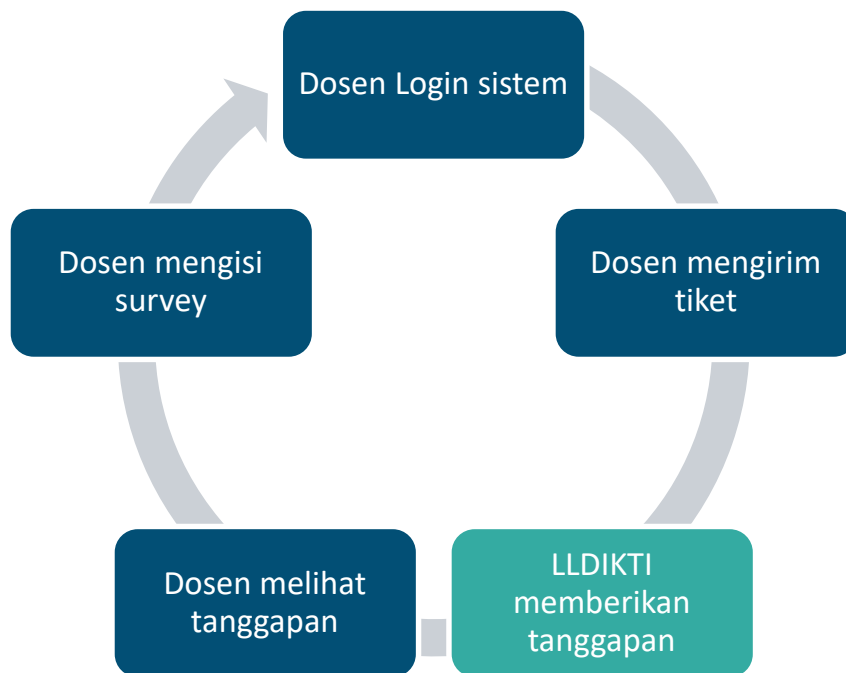 Dosen Login sistem
Dosen mengirim
tiket
LLDIKTI
memberikan
tanggapan
Dosen melihat
tanggapan
Dosen mengisi
survey